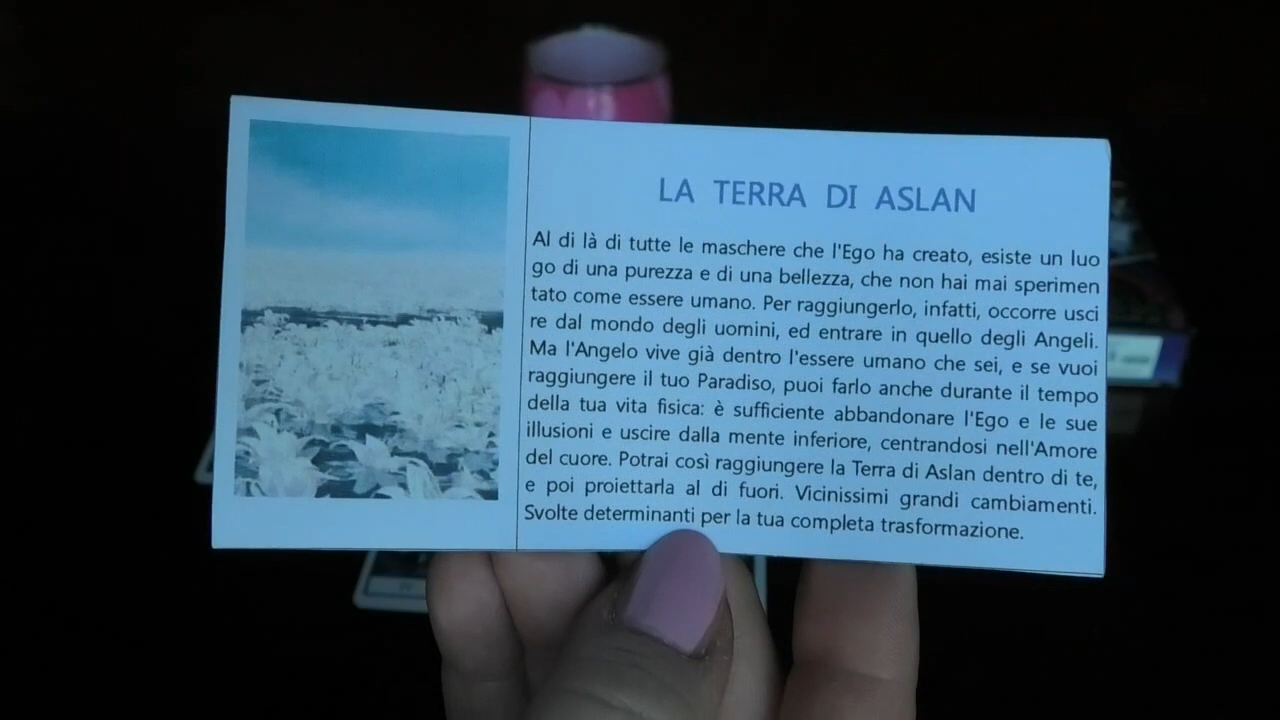 LA TERRA DI ASLAN
Al di là di tutte le maschere che l'Ego ha creato, esiste un luo
go di una purezza e di una bellezza, che non hai mai sperimen
tato come essere umano. Per raggiungerlo, infatti, occorre usci
re dal mondo degli uomini, ed entrare in quello degli Angeli.
Ma l'Angelo vive già dentro l'essere umano che sei, e se vuoi
raggiungere il tuo Paradiso, puoi farlo anche durante il tempo
della tua vita fisica: è sufficiente abbandonare l'Ego e le sue
illusioni e uscire dalla mente inferiore, centrandosi nell'Amore
del cuore. Potrai così raggiungere la Terra di Aslan dentro di te,
e poi proiettarla al di fuori. Vicinissimi grandi cambiamenti.
Svolte determinanti per la tua completa trasformazione.